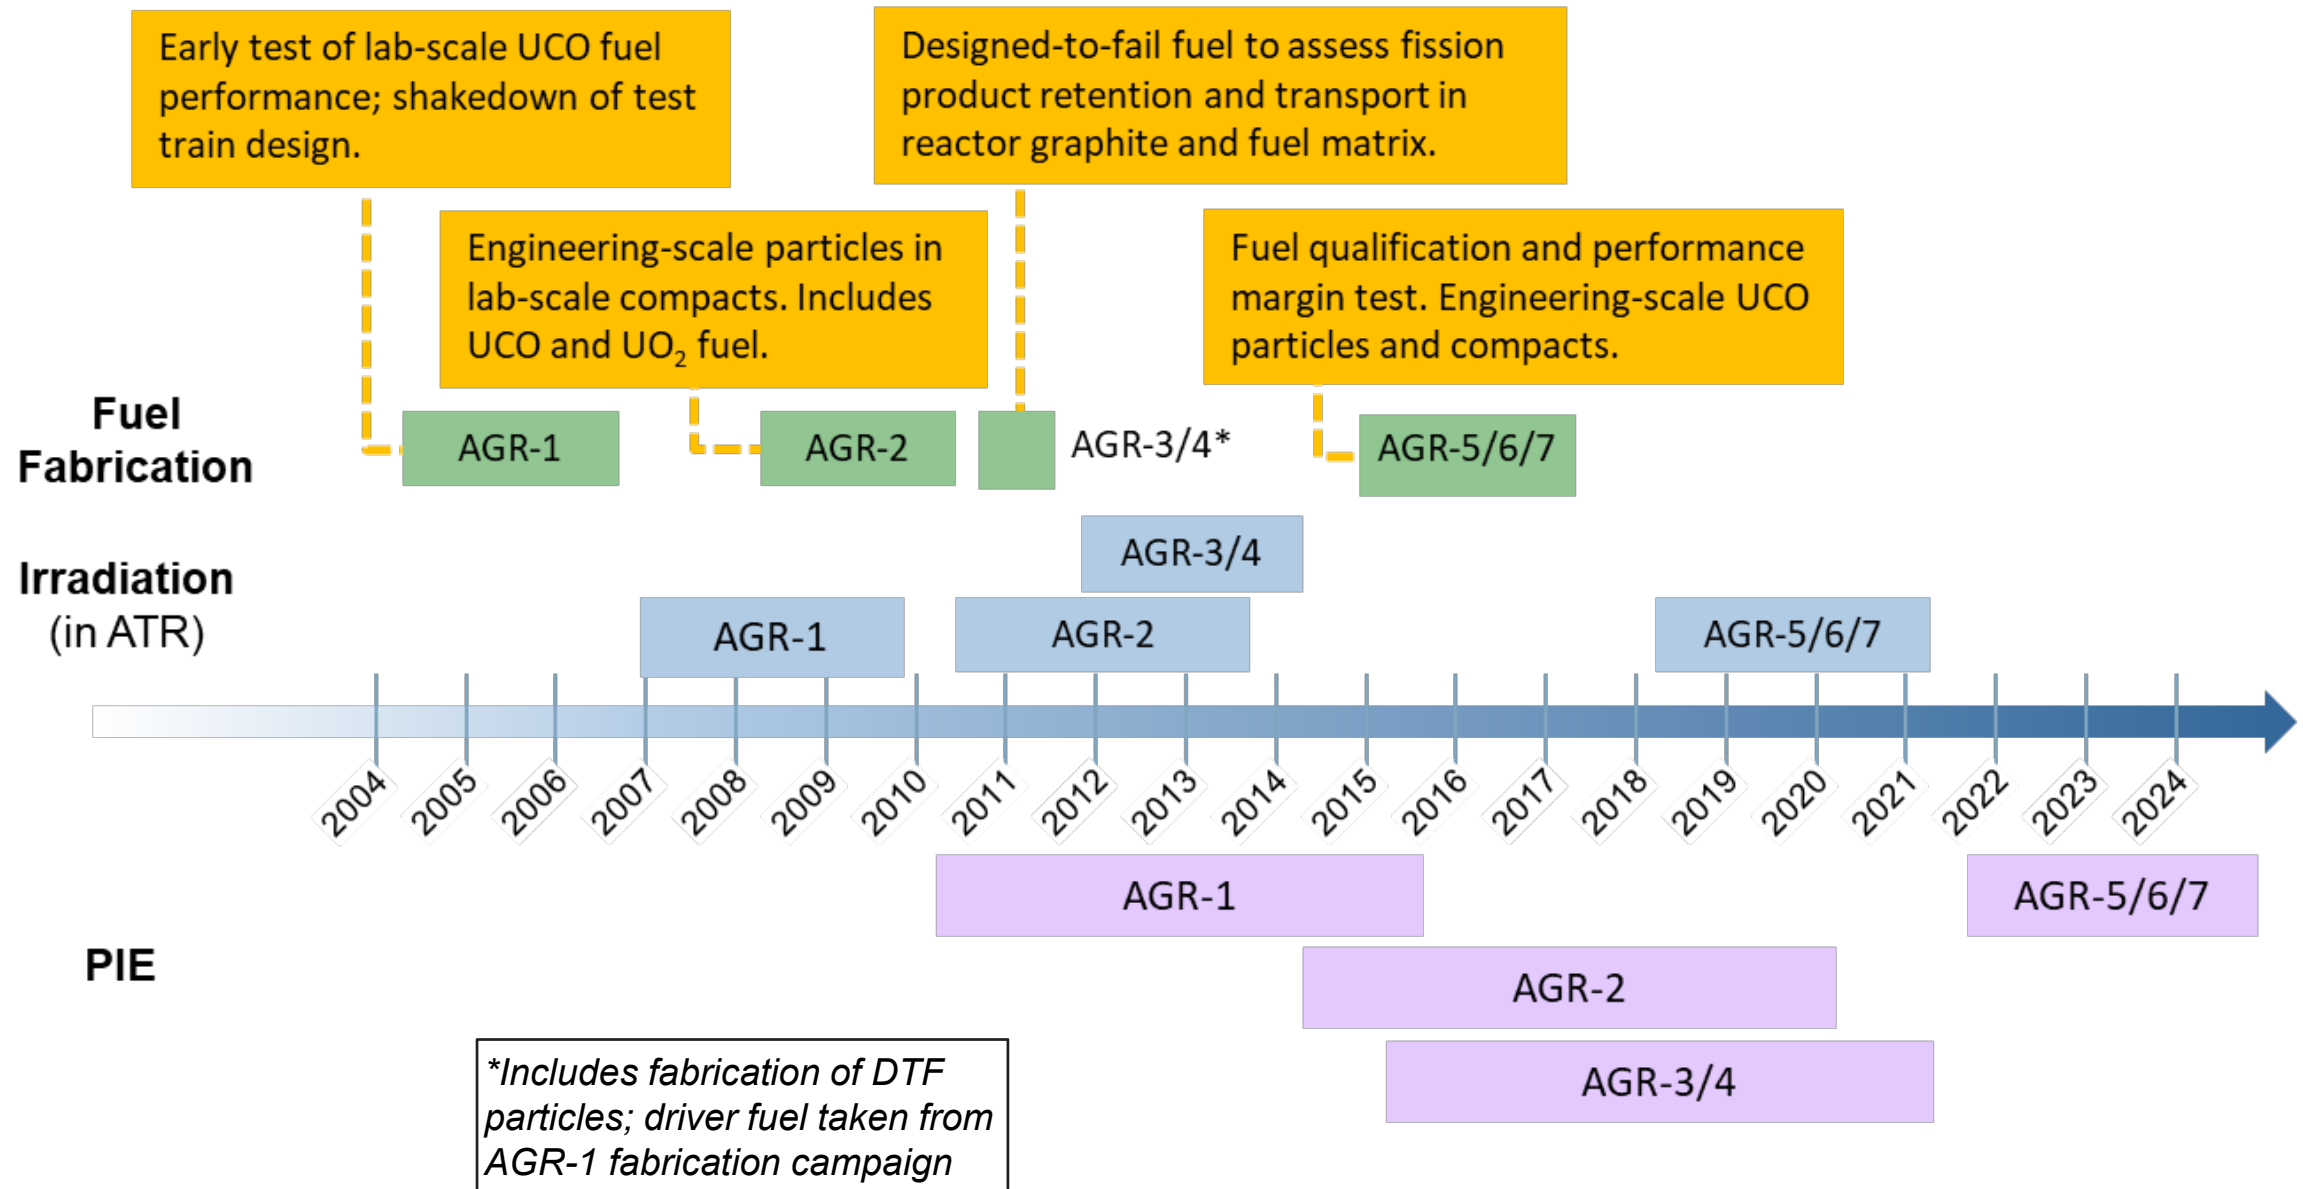 Early test of lab-scale UCO fuel
performance; shakedown of test
train design.
Designed-to-fail fuel to assess fission
product retention and transport in
reactor graphite and fuel matrix.
Engineering-scale particles in
lab-scale compacts. Includes
UCO and UO₂ fuel.
Fuel qualification and performance
margin test. Engineering-scale UCO
particles and compacts.
Fuel
Fabrication
AGR-1
AGR-2
AGR-3/4*
AGR-5/6/7
Irradiation
(in ATR)
AGR-3/4
AGR-1
AGR-2
AGR-5/6/7
2004
2005
2006
2007
2008
2009
2010
2011
2012
2013
2014
2015
2016
2017
2018
2019
2020
2021
2022
2023
2024
PIE
AGR-1
AGR-5/6/7
AGR-2
AGR-3/4
*Includes fabrication of DTF
particles; driver fuel taken from
AGR-1 fabrication campaign